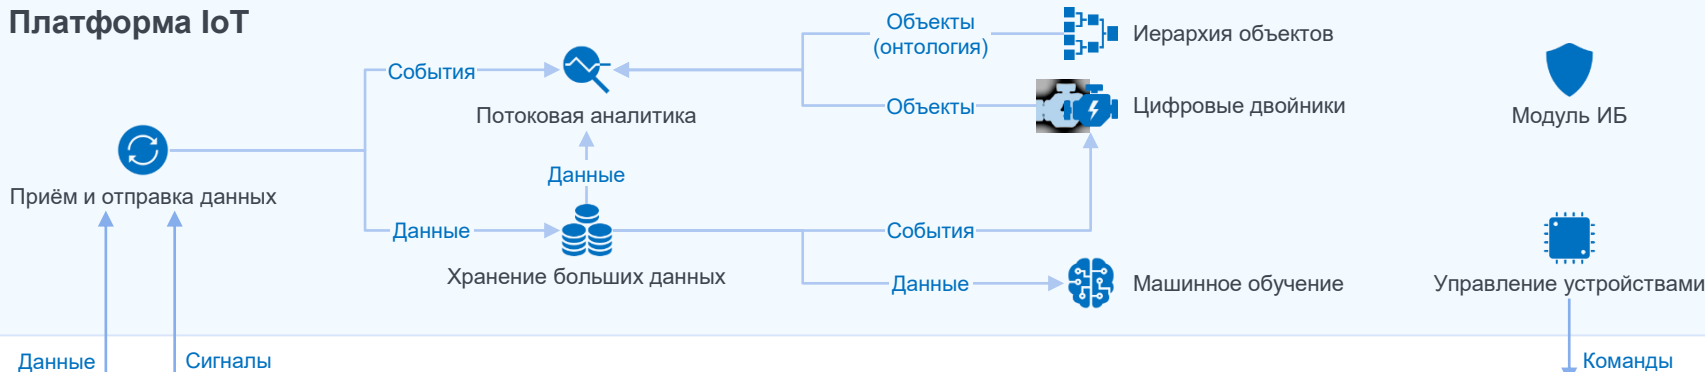 Платформа IoT
Объекты
(онтология)
Иерархия объектов
События
Потоковая аналитика
Объекты
Цифровые двойники
Модуль ИБ
Приём и отправка данных
Данные
Данные
События
Хранение больших данных
Данные
Машинное обучение
Управление устройствами
Данные
Сигналы
Команды